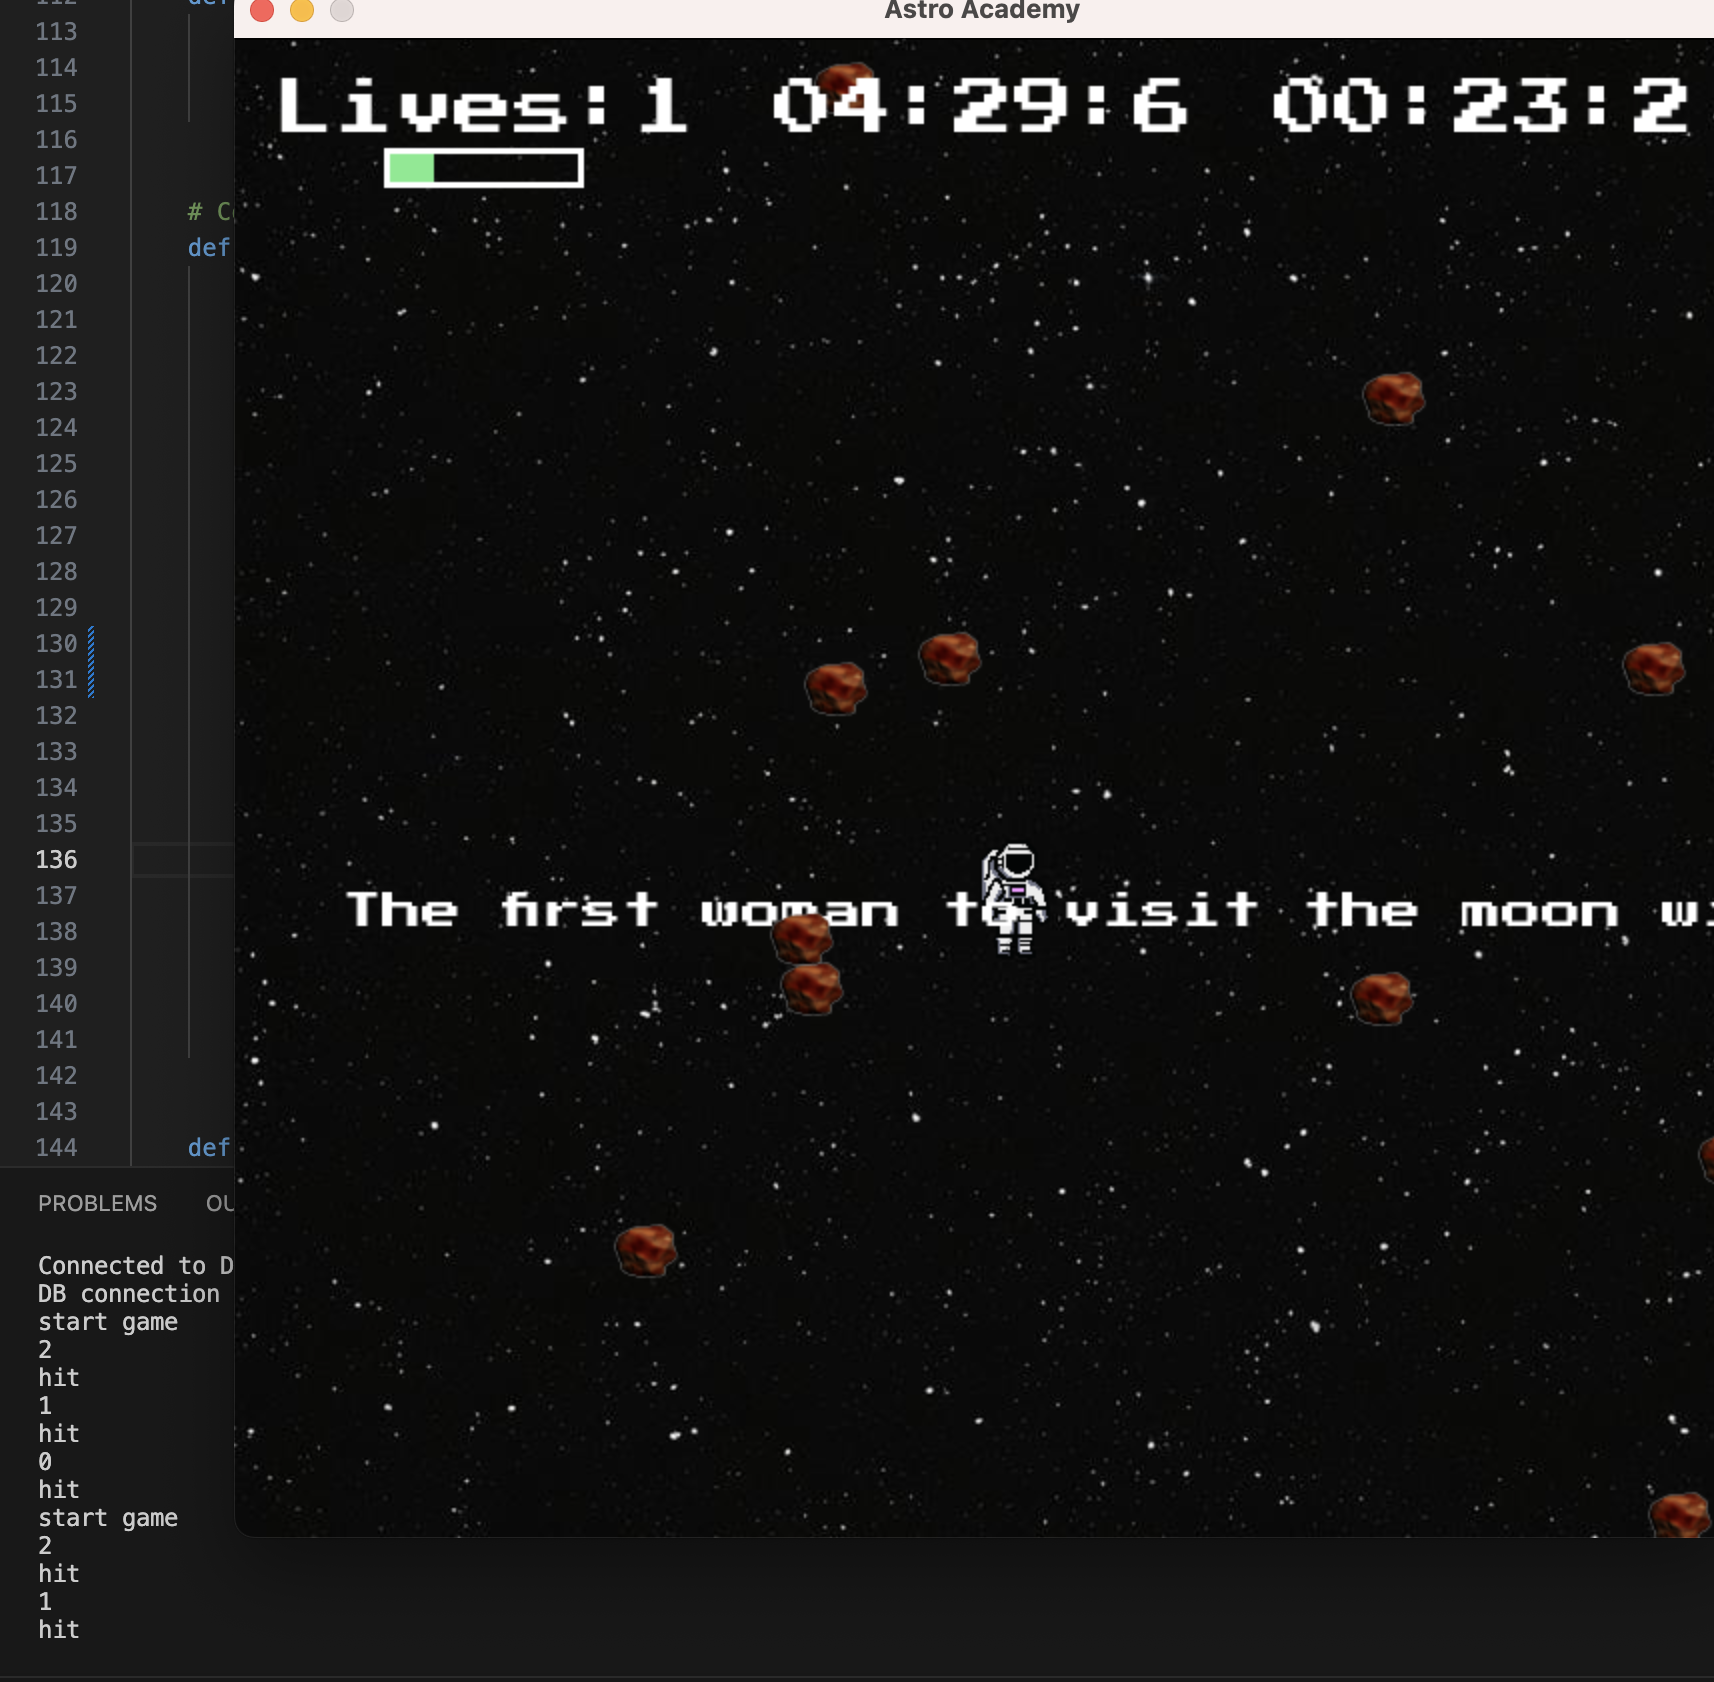 112 def
113
114
115
116
117
118 # C
119 def
120
121
122
123
124
125
126
127
128
129
130
131
132
133
134
135
136
137
138
139
140
141
142
143
144 def
Astro Academy
Lives:1 04:29:6 00:23:2
The first woman to visit the moon wi
PROBLEMS OU
Connected to D
DB connection
start game
2
hit
1
hit
0
hit
start game
2
hit
1
hit